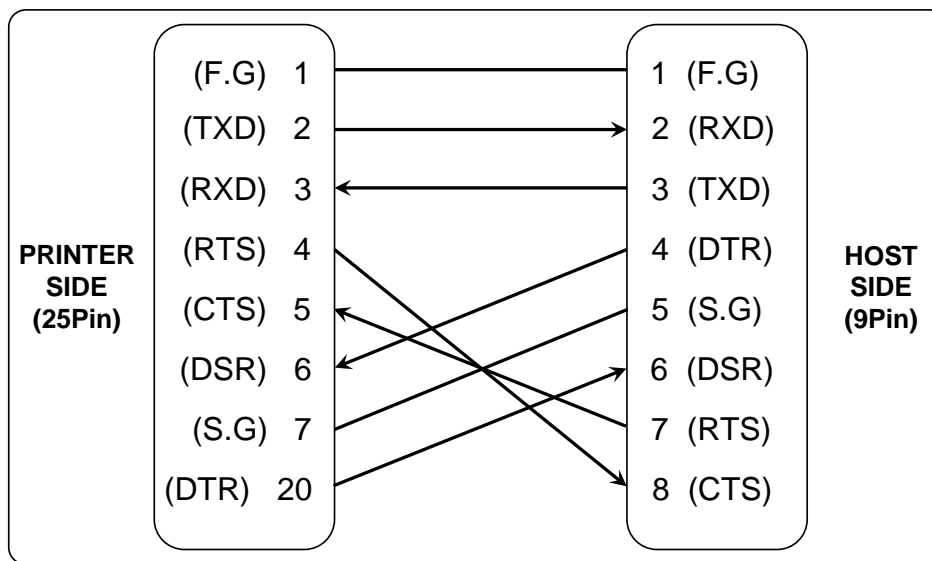 (F.G) 1
1 (F.G)
(TXD) 2
2 (RXD)
(RXD) 3
3 (TXD)
PRINTER
SIDE
(25Pin)
(RTS) 4
4 (DTR)
HOST
SIDE
(9Pin)
(CTS) 5
5 (S.G)
(DSR) 6
6 (DSR)
(S.G) 7
7 (RTS)
(DTR) 20
8 (CTS)